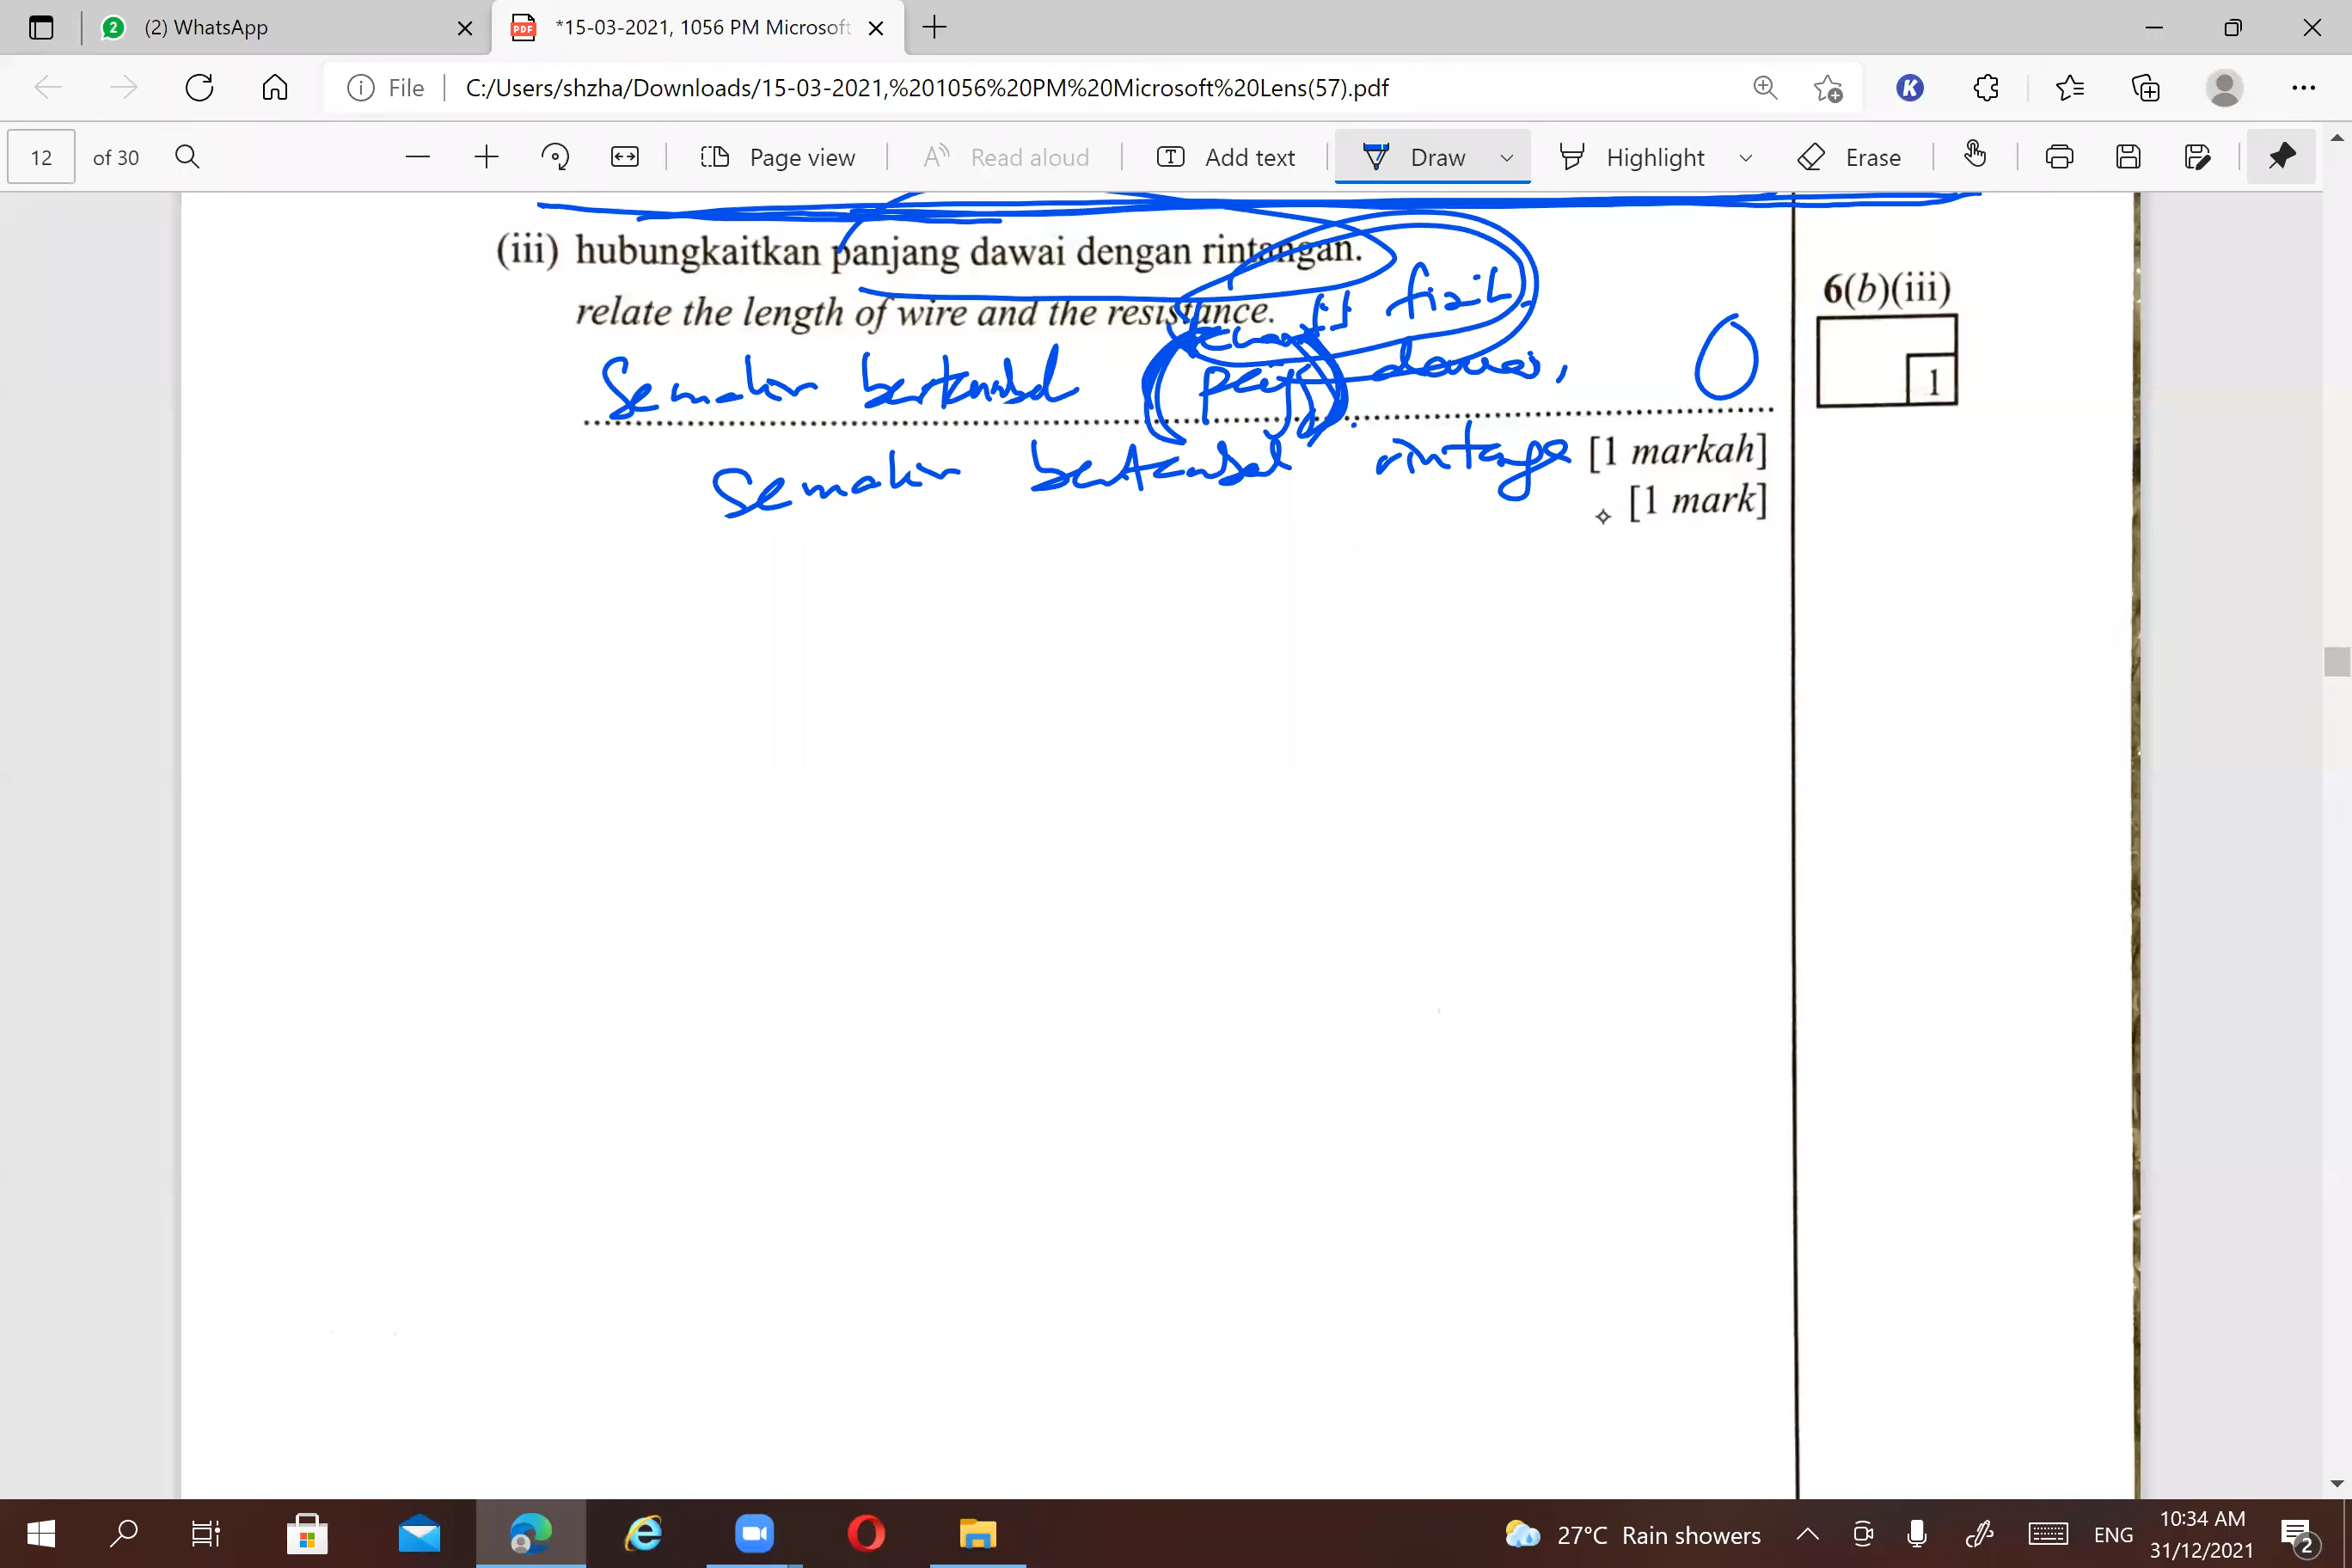 2 (2) WhatsApp *15-03-2021, 1056 PM Microsoft
File C:/Users/shzha/Downloads/15-03-2021,%201056%20PM%20Microsoft%20Lens(57).pdf K
12 of 30 Page view Read aloud Add text Draw Highlight Erase
(iii) hubungkaitkan panjang dawai dengan rintangan.
relate the length of wire and the resistance.
6(b)(iii)
fizik
Semakin bertambah dawai,
1
Semakin bertambah
[1 markah]
[1 mark]
27°C Rain showers ENG 10:34 AM
31/12/2021 2